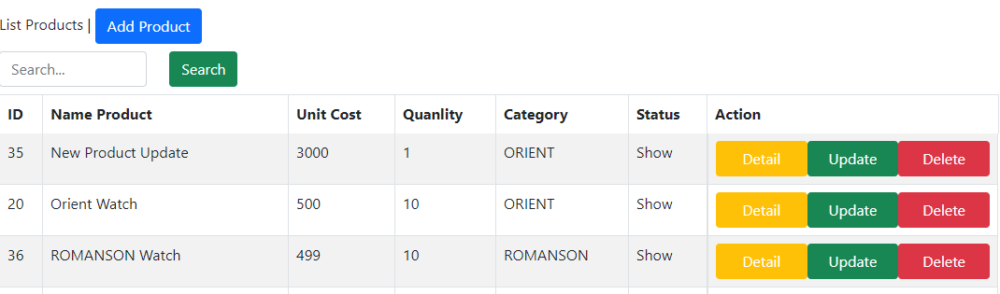 List Products | Add Product
Search... Search
ID Name Product Unit Cost Quanlity Category Status Action
35 New Product Update 3000 1 ORIENT Show Detail Update Delete
20 Orient Watch 500 10 ORIENT Show Detail Update Delete
36 ROMANSON Watch 499 10 ROMANSON Show Detail Update Delete